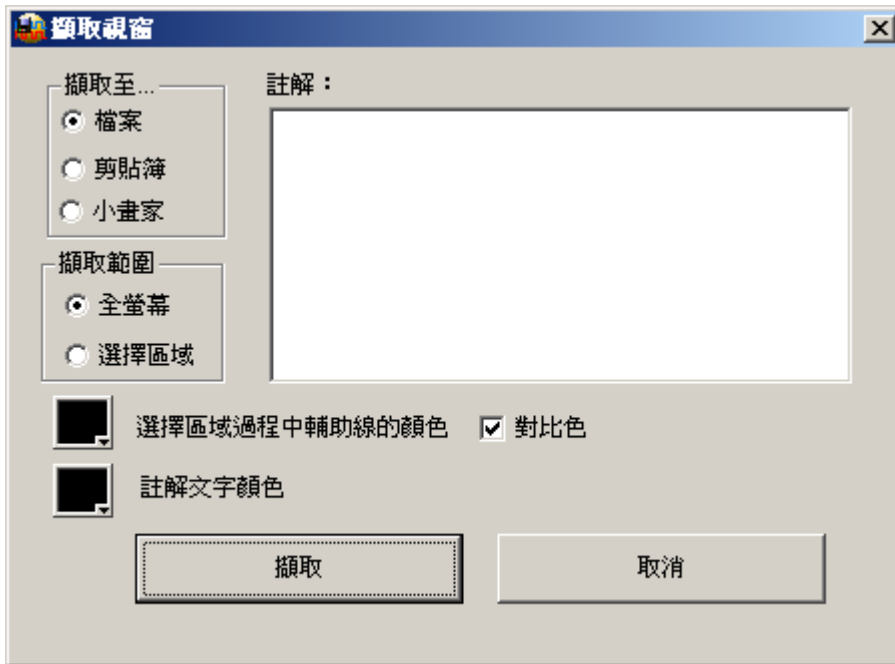 擷取視窗
擷取至...
檔案
剪貼簿
小畫家
註解：
擷取範圍
全螢幕
選擇區域
選擇區域過程中輔助線的顏色
對比色
註解文字顏色
擷取
取消